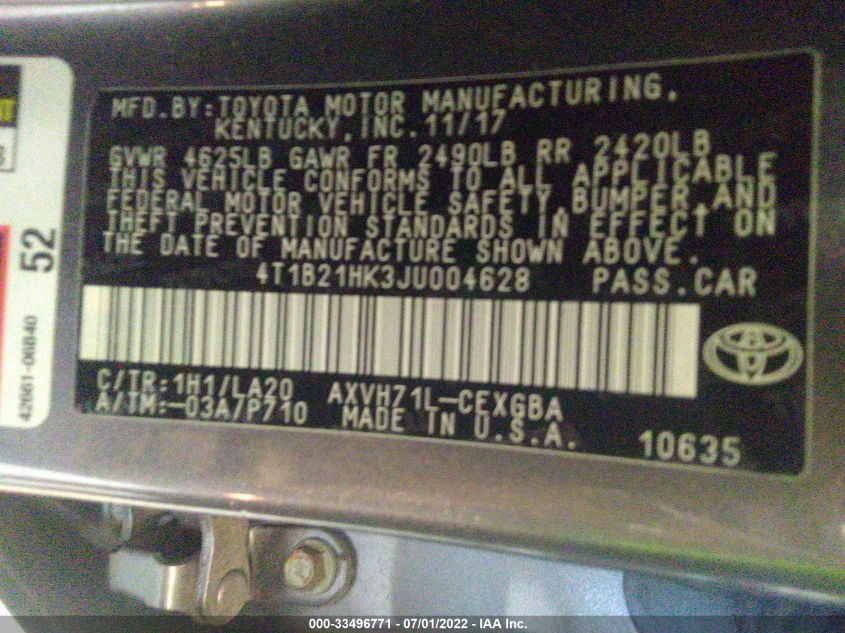 MFD.BY:TOYOTA MOTOR MANUFACTURING,
KENTUCKY,INC.11/17
GVWR 4625LB GAWR FR 2490LB RR 2420LB
THIS VEHICLE CONFORMS TO ALL APPLICABLE
FEDERAL MOTOR VEHICLE SAFETY,BUMPER,AND
THEFT PREVENTION STANDARDS IN EFFECT ON
THE DATE OF MANUFACTURE SHOWN ABOVE.
4T1B21HK3JU004628 PASS.CAR
C/TR:1H1/LA20 AXVH71L-CEXGBA
A/TM:-03A/P710 MADE IN U.S.A.
10635
52
42661-06B40
000-33496771 - 07/01/2022 - IAA Inc.